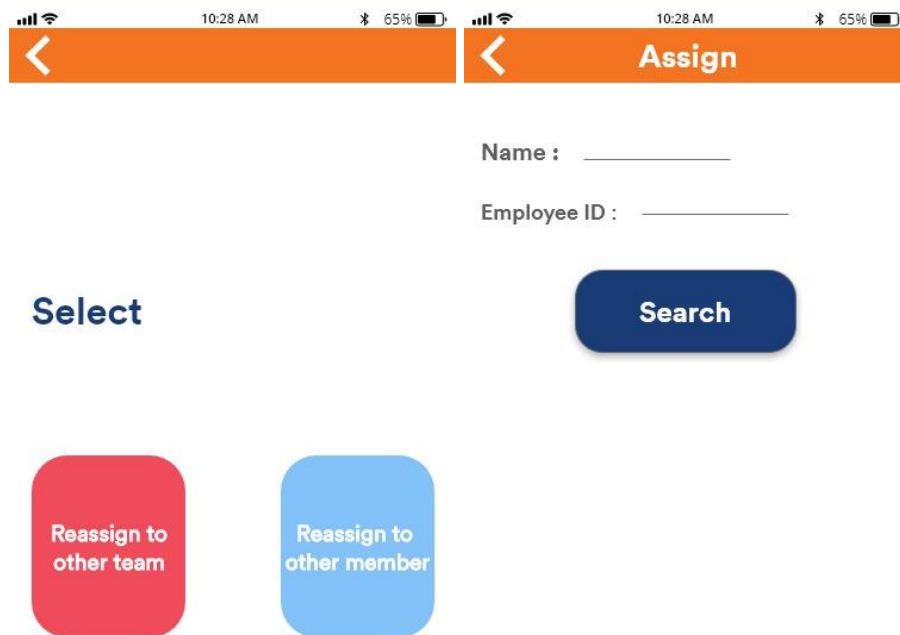 10:28 AM
65%
Select
Reassign to
other team
Reassign to
other member
10:28 AM
65%
Assign
Name :
Employee ID :
Search